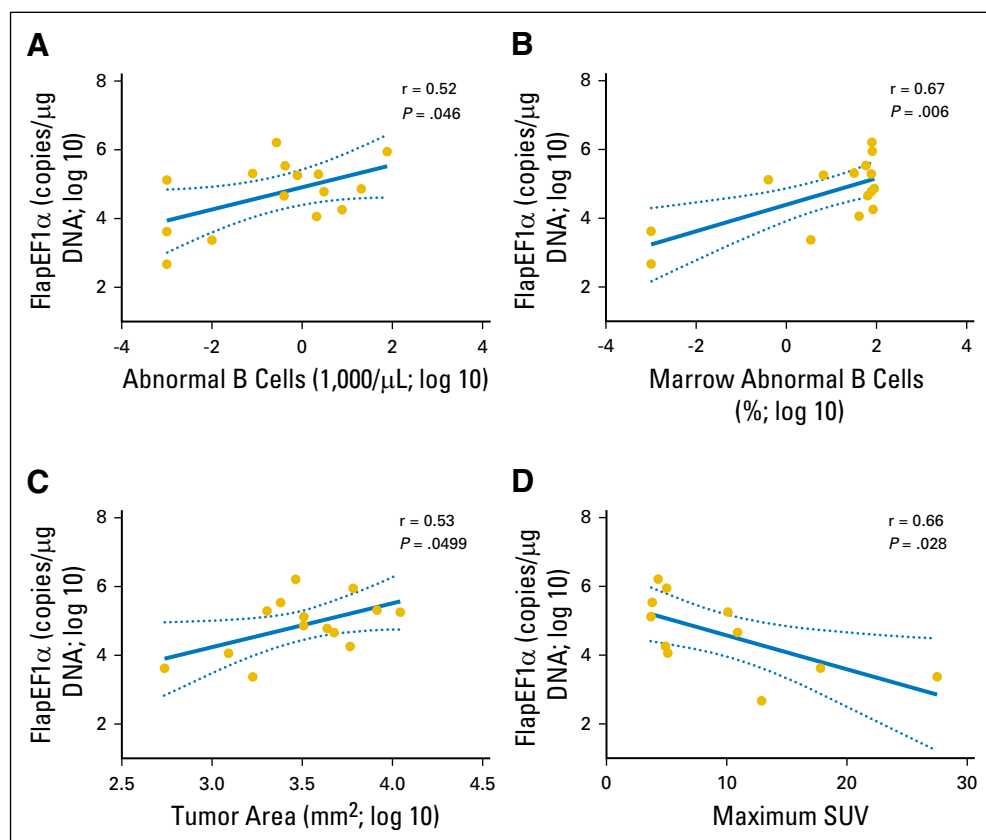 A
FlapEF1α (copies/μg
DNA; log 10)
8
6
4
2
r = 0.52
P = .046
-4
-2
0
2
4
Abnormal B Cells (1,000/μL; log 10)
B
FlapEF1α (copies/μg
DNA; log 10)
8
6
4
2
r = 0.67
P = .006
-4
-2
0
2
4
Marrow Abnormal B Cells
(%; log 10)
C
FlapEF1α (copies/μg
DNA; log 10)
8
6
4
2
r = 0.53
P = .0499
2.5
3.0
3.5
4.0
4.5
Tumor Area (mm²; log 10)
D
FlapEF1α (copies/μg
DNA; log 10)
8
6
4
2
r = 0.66
P = .028
0
10
20
30
Maximum SUV